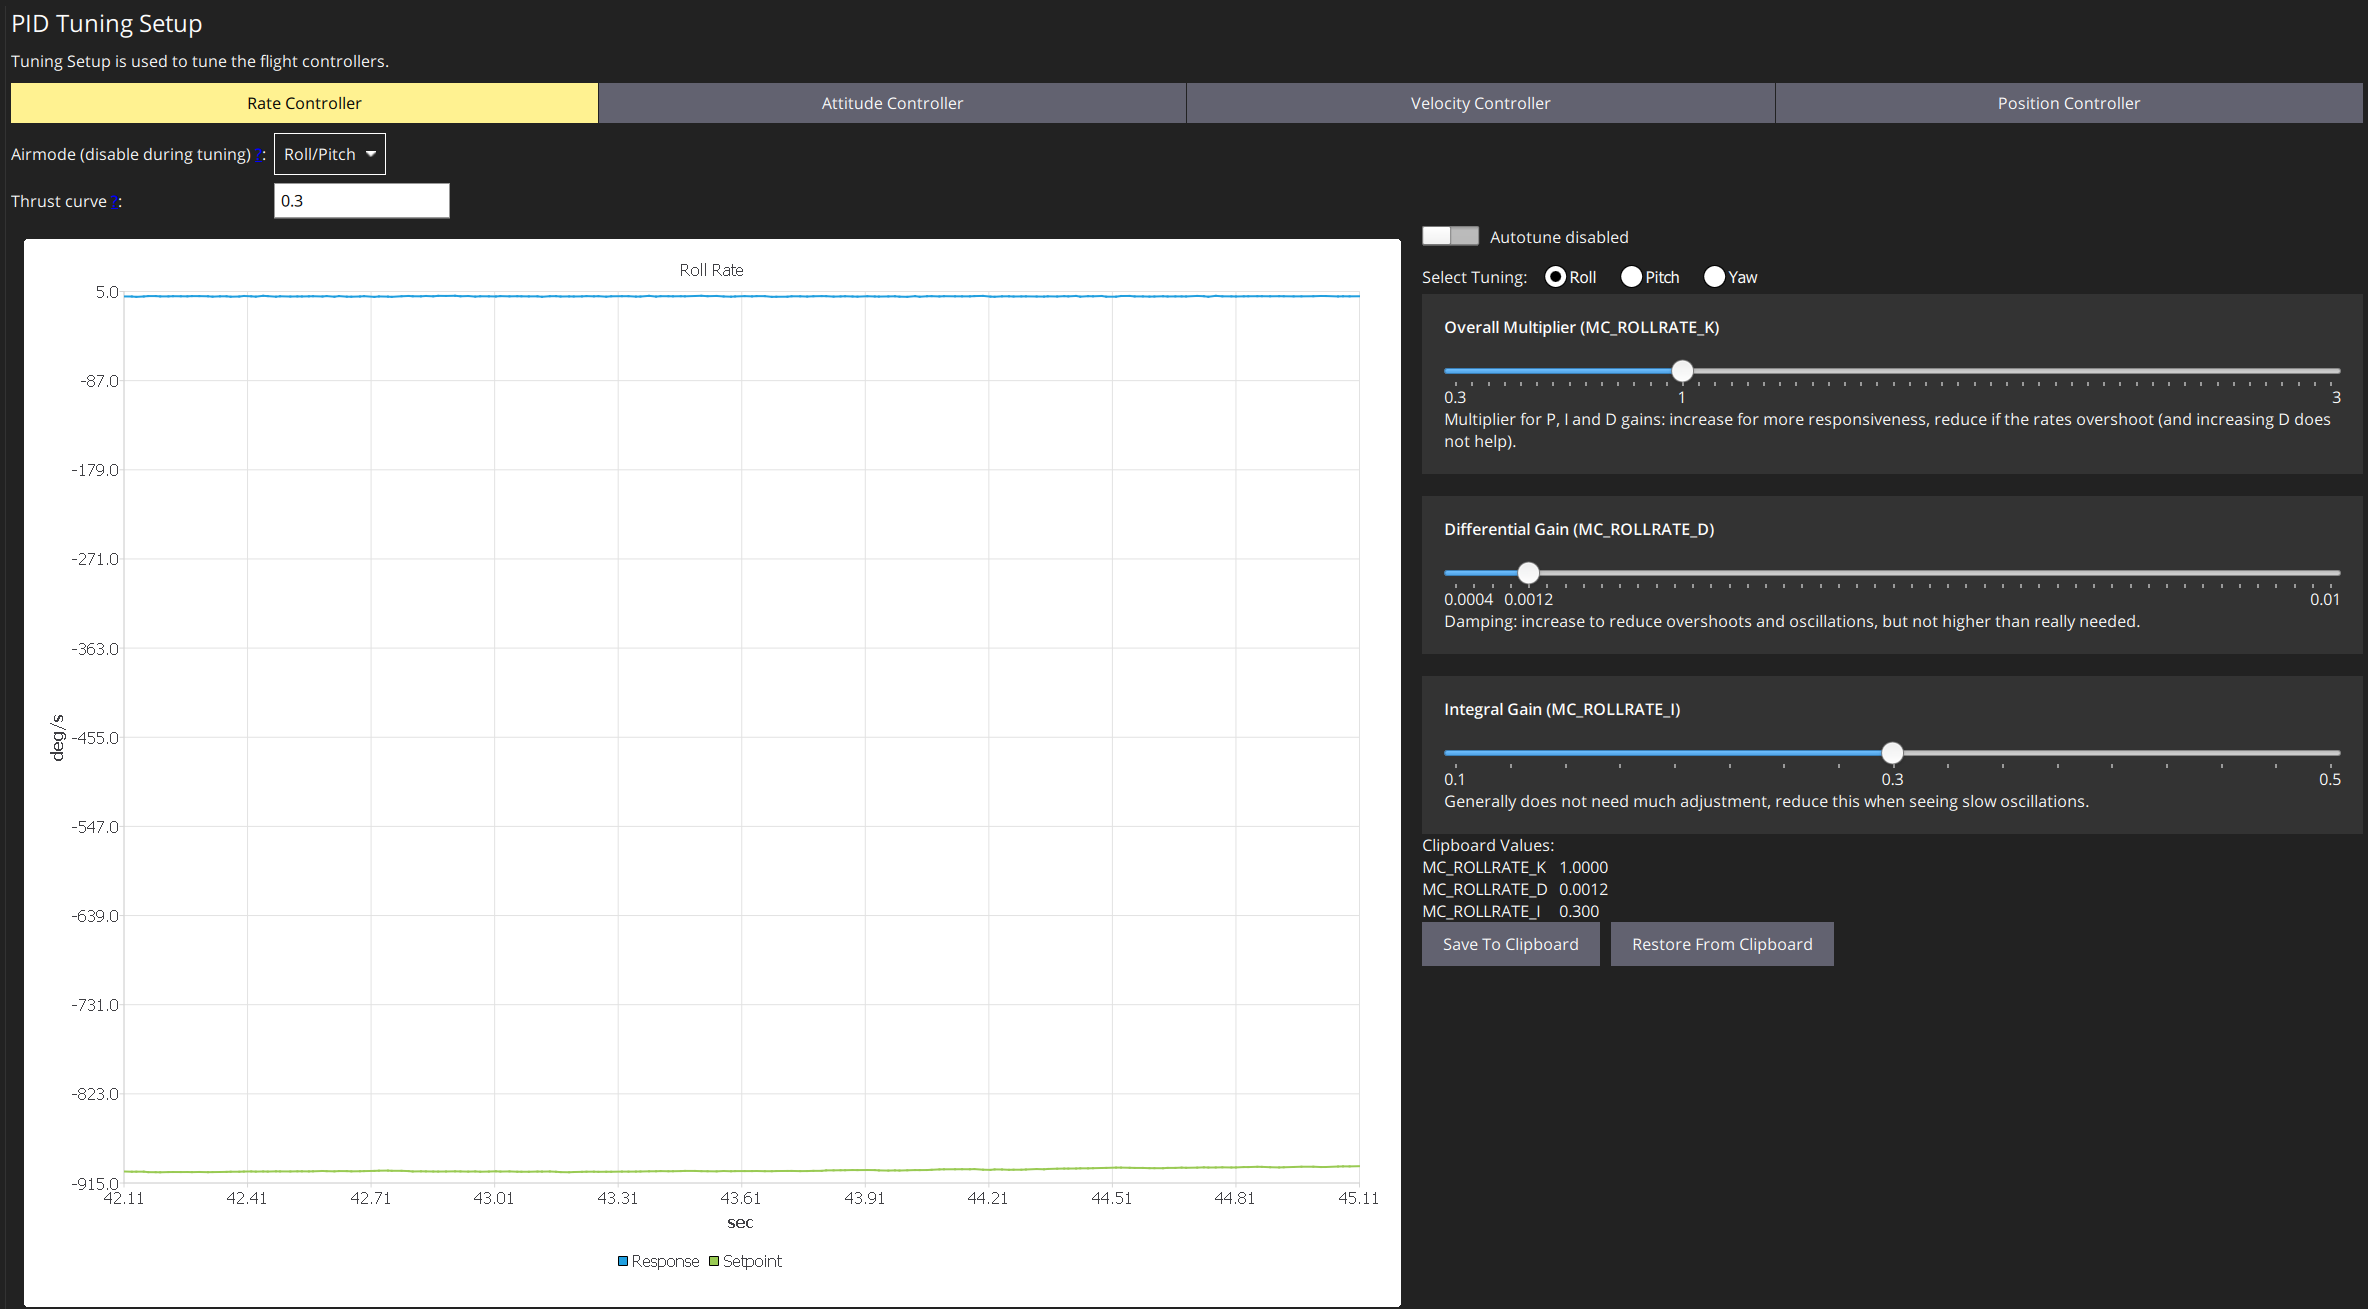 PID Tuning Setup
Tuning Setup is used to tune the flight controllers.
Rate Controller
Attitude Controller
Velocity Controller
Position Controller
Airmode (disable during tuning) ?:
Roll/Pitch
Thrust curve ?:
0.3
Roll Rate
5.0
-87.0
-179.0
-271.0
-363.0
-455.0
-547.0
-639.0
-731.0
-823.0
-915.0
deg/s
42.11 42.41 42.71 43.01 43.31 43.61 43.91 44.21 44.51 44.81 45.11
sec
Response Setpoint
Autotune disabled
Select Tuning: Roll Pitch Yaw
Overall Multiplier (MC_ROLLRATE_K)
0.3 1 3
Multiplier for P, I and D gains: increase for more responsiveness, reduce if the rates overshoot (and increasing D does
not help).
Differential Gain (MC_ROLLRATE_D)
0.0004 0.0012 0.01
Damping: increase to reduce overshoots and oscillations, but not higher than really needed.
Integral Gain (MC_ROLLRATE_I)
0.1 0.3 0.5
Generally does not need much adjustment, reduce this when seeing slow oscillations.
Clipboard Values:
MC_ROLLRATE_K 1.0000
MC_ROLLRATE_D 0.0012
MC_ROLLRATE_I 0.300
Save To Clipboard
Restore From Clipboard